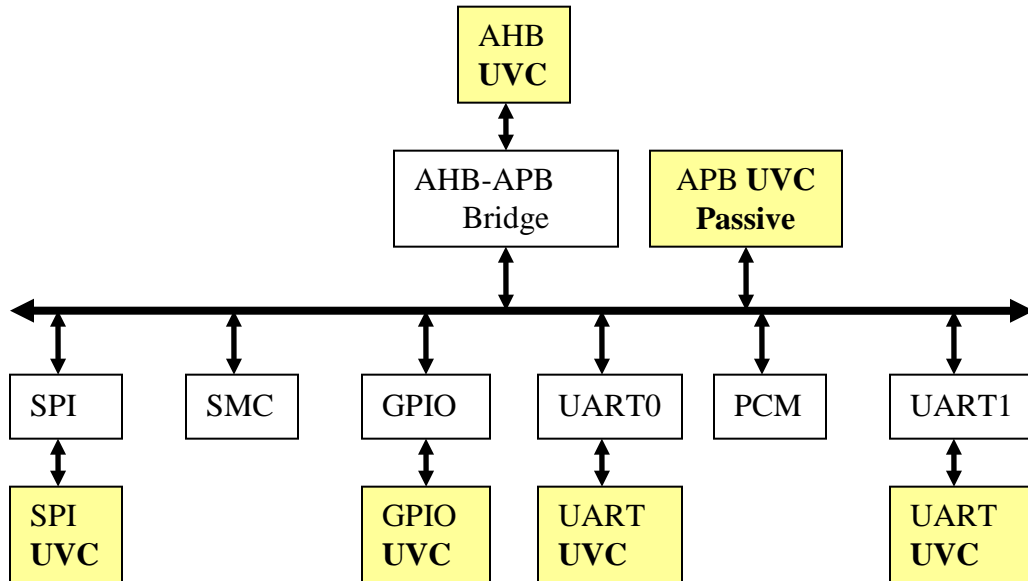 AHB
UVC
AHB-APB
Bridge
APB UVC
Passive
SPI
SMC
GPIO
UART0
PCM
UART1
SPI
UVC
GPIO
UVC
UART
UVC
UART
UVC